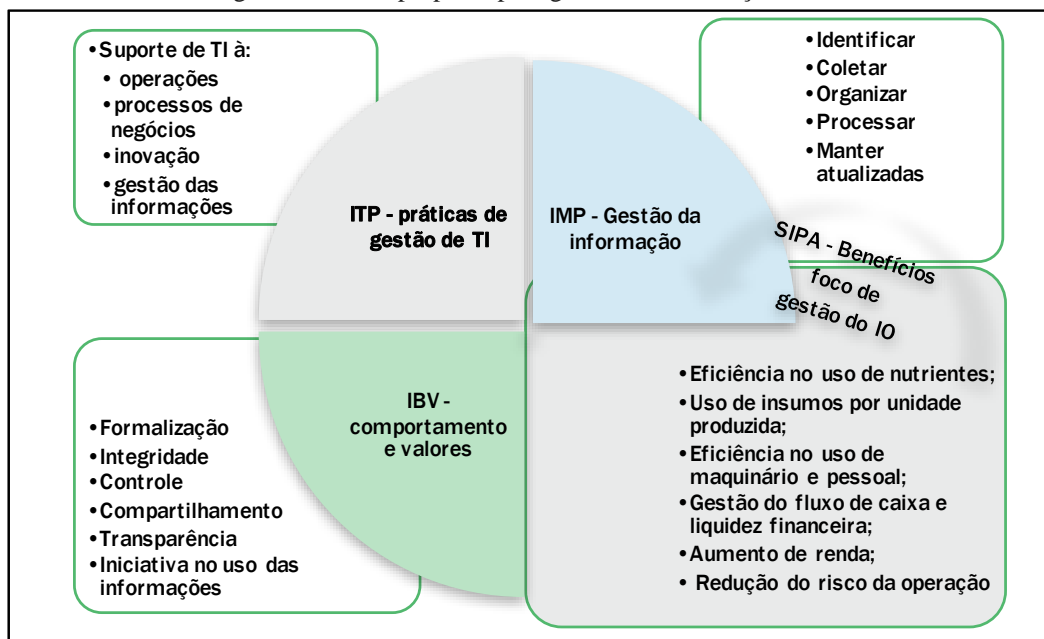 •Suporte de TI à:
• operações
•processos de
negócios
•inovação
•gestão das
informações
ITP - práticas de
gestão de TI
IMP - Gestão da
informação
•Identificar
•Coletar
•Organizar
•Processar
•Manter
atualizadas
SIPA - Benefícios
foco de
gestão do IO
IBV -
comportamento
e valores
•Formalização
•Integridade
•Controle
•Compartilhamento
•Transparência
•Iniciativa no uso das
informações
•Eficiência no uso de nutrientes;
•Uso de insumos por unidade
produzida;
•Eficiência no uso de
maquinário e pessoal;
•Gestão do fluxo de caixa e
liquidez financeira;
•Aumento de renda;
• Redução do risco da operação